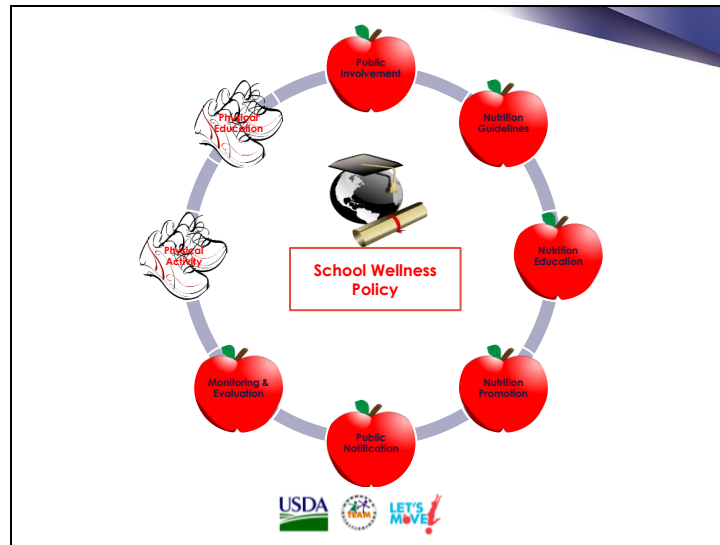 Public
Involvement
Nutrition
Guidelines
Nutrition
Education
Nutrition
Promotion
Public
Notification
Monitoring &
Evaluation
Physical
Activity
Physical
Education
School Wellness
Policy
USDA
TEAM
LET'S
MOVE!